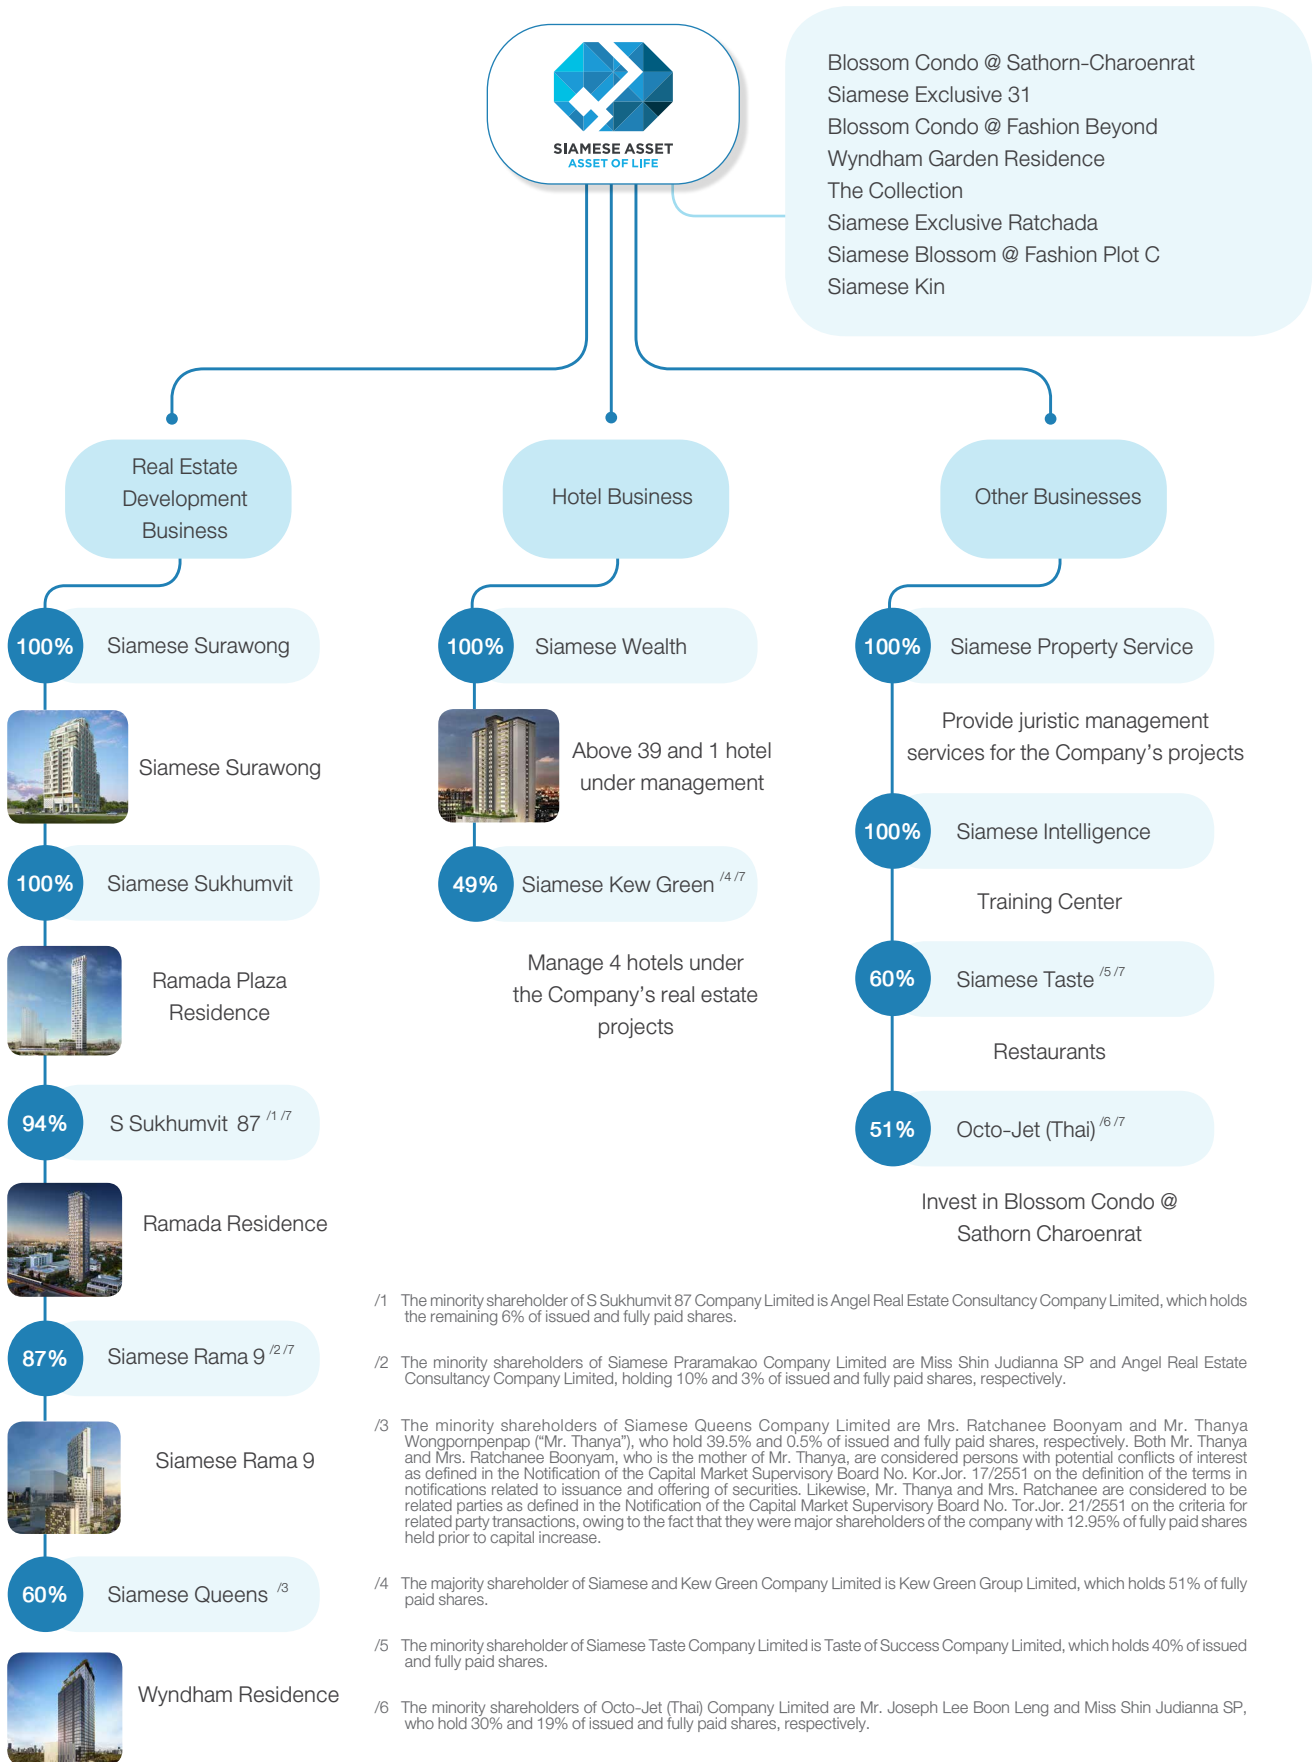 SIAMESE ASSET
ASSET OF LIFE
Blossom Condo @ Sathorn-Charoenrat
Siamese Exclusive 31
Blossom Condo @ Fashion Beyond
Wyndham Garden Residence
The Collection
Siamese Exclusive Ratchada
Siamese Blossom @ Fashion Plot C
Siamese Kin
Real Estate
Development
Business
100% Siamese Surawong
Siamese Surawong
100% Siamese Sukhumvit
Ramada Plaza
Residence
94% S Sukhumvit 87 /1 /7
Ramada Residence
87% Siamese Rama 9 /2 /7
Siamese Rama 9
60% Siamese Queens /3
Wyndham Residence
Hotel Business
100% Siamese Wealth
Above 39 and 1 hotel
under management
49% Siamese Kew Green /4 /7
Manage 4 hotels under
the Company's real estate
projects
Other Businesses
100% Siamese Property Service
Provide juristic management
services for the Company's projects
100% Siamese Intelligence
Training Center
60% Siamese Taste /5 /7
Restaurants
51% Octo-Jet (Thai) /6 /7
Invest in Blossom Condo @
Sathorn Charoenrat
/1 The minority shareholder of S Sukhumvit 87 Company Limited is Angel Real Estate Consultancy Company Limited, which holds
the remaining 6% of issued and fully paid shares.
/2 The minority shareholders of Siamese Praramakao Company Limited are Miss Shin Judianna SP and Angel Real Estate
Consultancy Company Limited, holding 10% and 3% of issued and fully paid shares, respectively.
/3 The minority shareholders of Siamese Queens Company Limited are Mrs. Ratchanee Boonyam and Mr. Thanya
Wongpornpenpap ("Mr. Thanya"), who hold 39.5% and 0.5% of issued and fully paid shares, respectively. Both Mr. Thanya
and Mrs. Ratchanee Boonyam, who is the mother of Mr. Thanya, are considered persons with potential conflicts of interest
as defined in the Notification of the Capital Market Supervisory Board No. Kor.Jor. 17/2551 on the definition of the terms in
notifications related to issuance and offering of securities. Likewise, Mr. Thanya and Mrs. Ratchanee are considered to be
related parties as defined in the Notification of the Capital Market Supervisory Board No. Tor.Jor. 21/2551 on the criteria for
related party transactions, owing to the fact that they were major shareholders of the company with 12.95% of fully paid shares
held prior to capital increase.
/4 The majority shareholder of Siamese and Kew Green Company Limited is Kew Green Group Limited, which holds 51% of fully
paid shares.
/5 The minority shareholder of Siamese Taste Company Limited is Taste of Success Company Limited, which holds 40% of issued
and fully paid shares.
/6 The minority shareholders of Octo-Jet (Thai) Company Limited are Mr. Joseph Lee Boon Leng and Miss Shin Judianna SP,
who hold 30% and 19% of issued and fully paid shares, respectively.